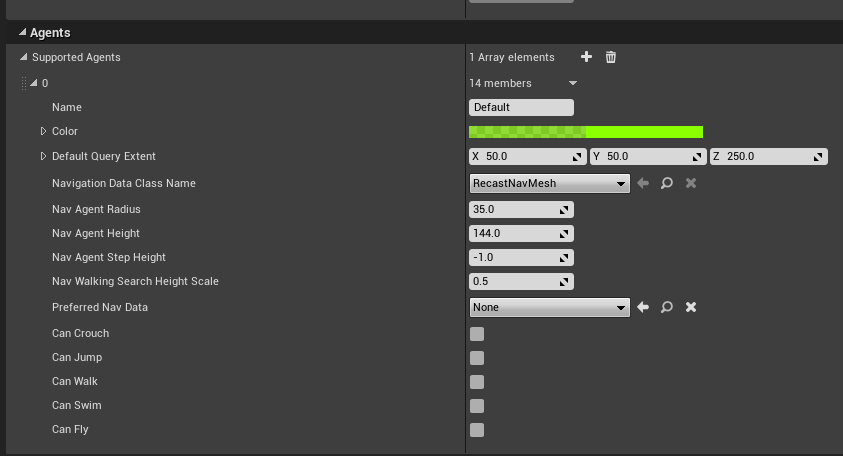 Agents
Supported Agents 1 Array elements
0 14 members
Name Default
Color
Default Query Extent X 50.0 Y 50.0 Z 250.0
Navigation Data Class Name RecastNavMesh
Nav Agent Radius 35.0
Nav Agent Height 144.0
Nav Agent Step Height -1.0
Nav Walking Search Height Scale 0.5
Preferred Nav Data None
Can Crouch
Can Jump
Can Walk
Can Swim
Can Fly